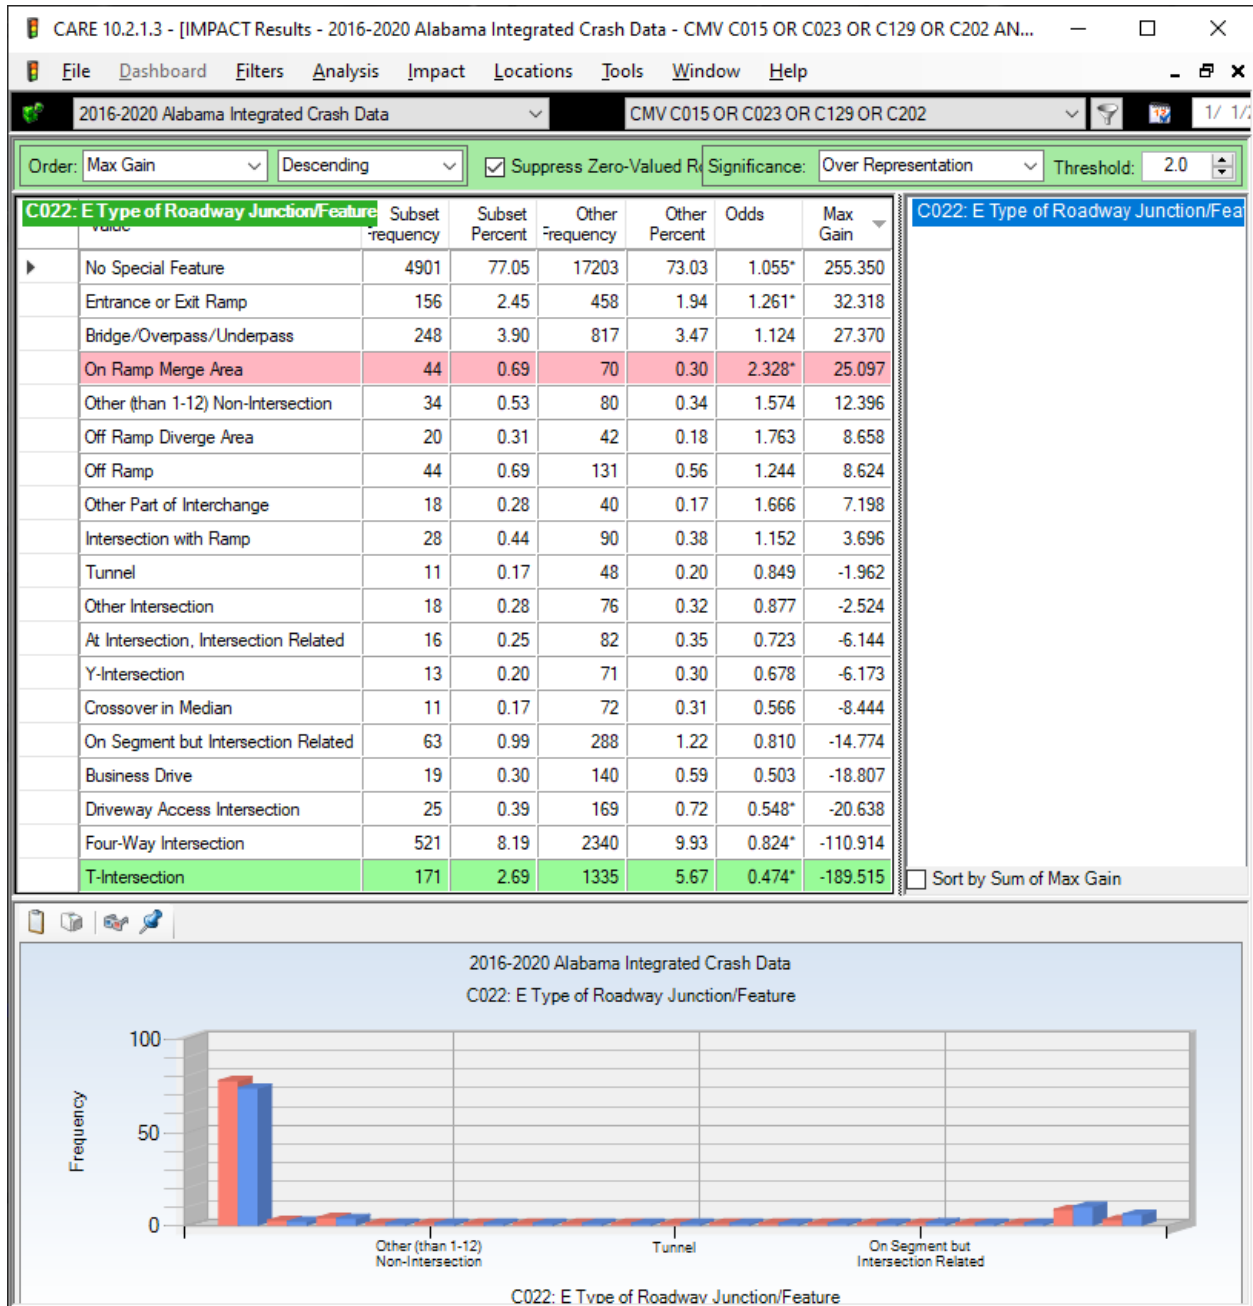 CARE 10.2.1.3 - [IMPACT Results - 2016-2020 Alabama Integrated Crash Data - CMV C015 OR C023 OR C129 OR C202 AN...
File Dashboard Filters Analysis Impact Locations Tools Window Help
2016-2020 Alabama Integrated Crash Data CMV C015 OR C023 OR C129 OR C202 1/ 1/2
Order: Max Gain Descending Suppress Zero-Valued Ro Significance: Over Representation Threshold: 2.0
C022: E Type of Roadway Junction/Feature Subset Frequency Subset Percent Other Frequency Other Percent Odds Max Gain
No Special Feature 4901 77.05 17203 73.03 1.055* 255.350
Entrance or Exit Ramp 156 2.45 458 1.94 1.261* 32.318
Bridge/Overpass/Underpass 248 3.90 817 3.47 1.124 27.370
On Ramp Merge Area 44 0.69 70 0.30 2.328* 25.097
Other (than 1-12) Non-Intersection 34 0.53 80 0.34 1.574 12.396
Off Ramp Diverge Area 20 0.31 42 0.18 1.763 8.658
Off Ramp 44 0.69 131 0.56 1.244 8.624
Other Part of Interchange 18 0.28 40 0.17 1.666 7.198
Intersection with Ramp 28 0.44 90 0.38 1.152 3.696
Tunnel 11 0.17 48 0.20 0.849 -1.962
Other Intersection 18 0.28 76 0.32 0.877 -2.524
At Intersection, Intersection Related 16 0.25 82 0.35 0.723 -6.144
Y-Intersection 13 0.20 71 0.30 0.678 -6.173
Crossover in Median 11 0.17 72 0.31 0.566 -8.444
On Segment but Intersection Related 63 0.99 288 1.22 0.810 -14.774
Business Drive 19 0.30 140 0.59 0.503 -18.807
Driveway Access Intersection 25 0.39 169 0.72 0.548* -20.638
Four-Way Intersection 521 8.19 2340 9.93 0.824* -110.914
T-Intersection 171 2.69 1335 5.67 0.474* -189.515
C022: E Type of Roadway Junction/Feat
Sort by Sum of Max Gain
2016-2020 Alabama Integrated Crash Data
C022: E Type of Roadway Junction/Feature
100
50
0
Frequency
Other (than 1-12)
Non-Intersection
Tunnel
On Segment but
Intersection Related
C022: E Type of Roadway Junction/Feature